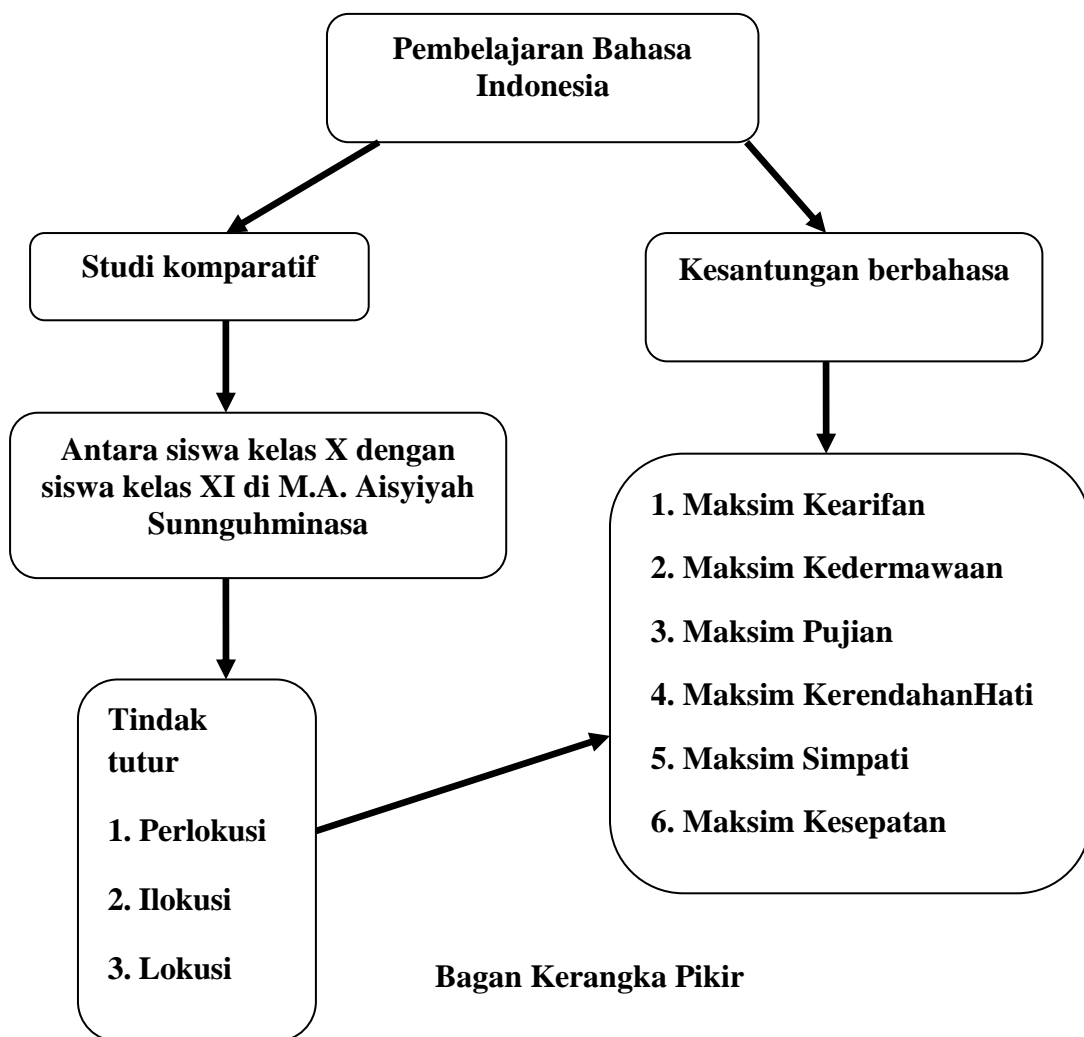 Pembelajaran Bahasa
Indonesia
Studi komparatif
Kesantungan berbahasa
Antara siswa kelas X dengan
siswa kelas XI di M.A. Aisyiyah
Sunnguhminasa
1. Maksim Kearifan
2. Maksim Kedermawaan
3. Maksim Pujian
4. Maksim KerendahanHati
5. Maksim Simpati
6. Maksim Kesepatan
Tindak
tutur
1. Perlokusi
2. Ilokusi
3. Lokusi
Bagan Kerangka Pikir